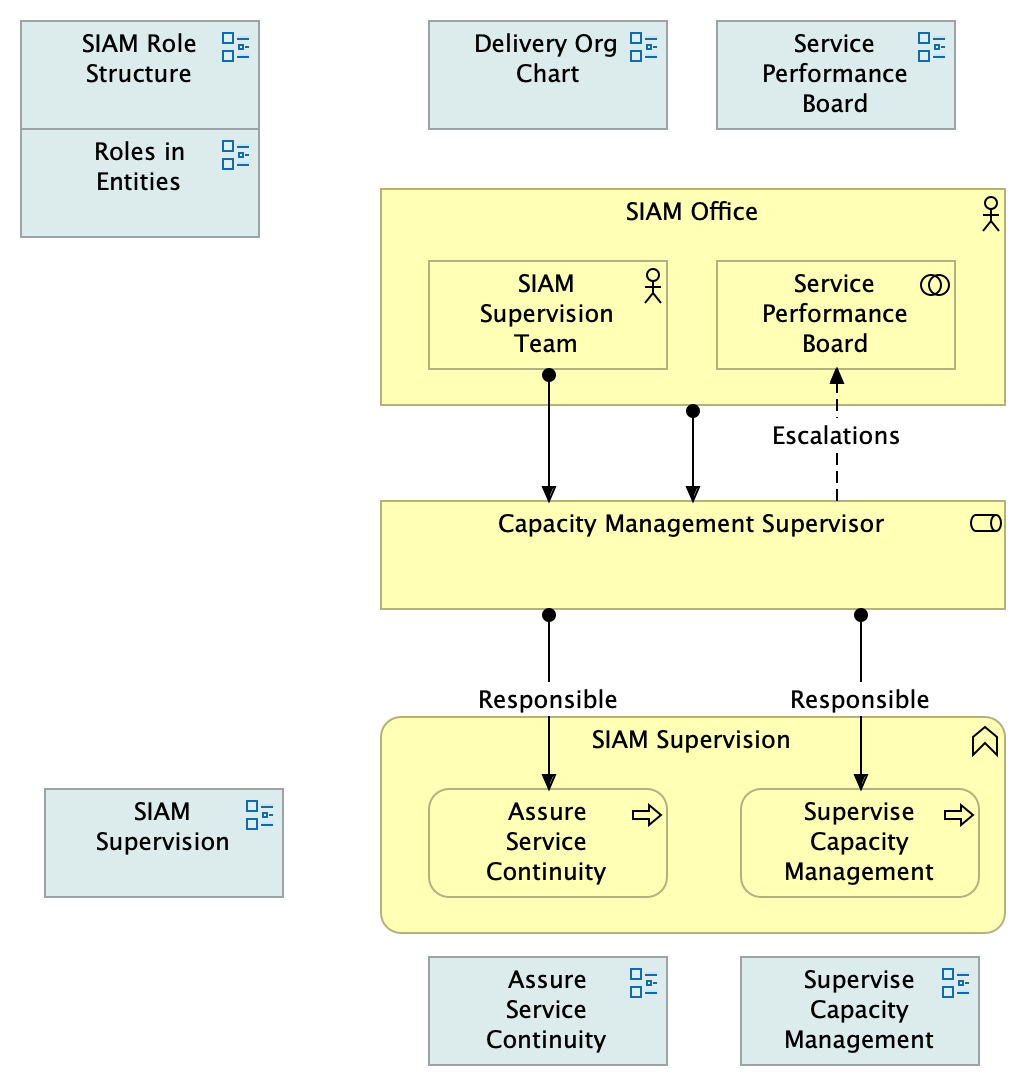 SIAM Role
Structure
Delivery Org
Chart
Service
Performance
Board
Roles in
Entities
SIAM Office
SIAM
Supervision
Team
Service
Performance
Board
Escalations
Capacity Management Supervisor
Responsible
Responsible
SIAM Supervision
SIAM
Supervision
Assure
Service
Continuity
Supervise
Capacity
Management
Assure
Service
Continuity
Supervise
Capacity
Management